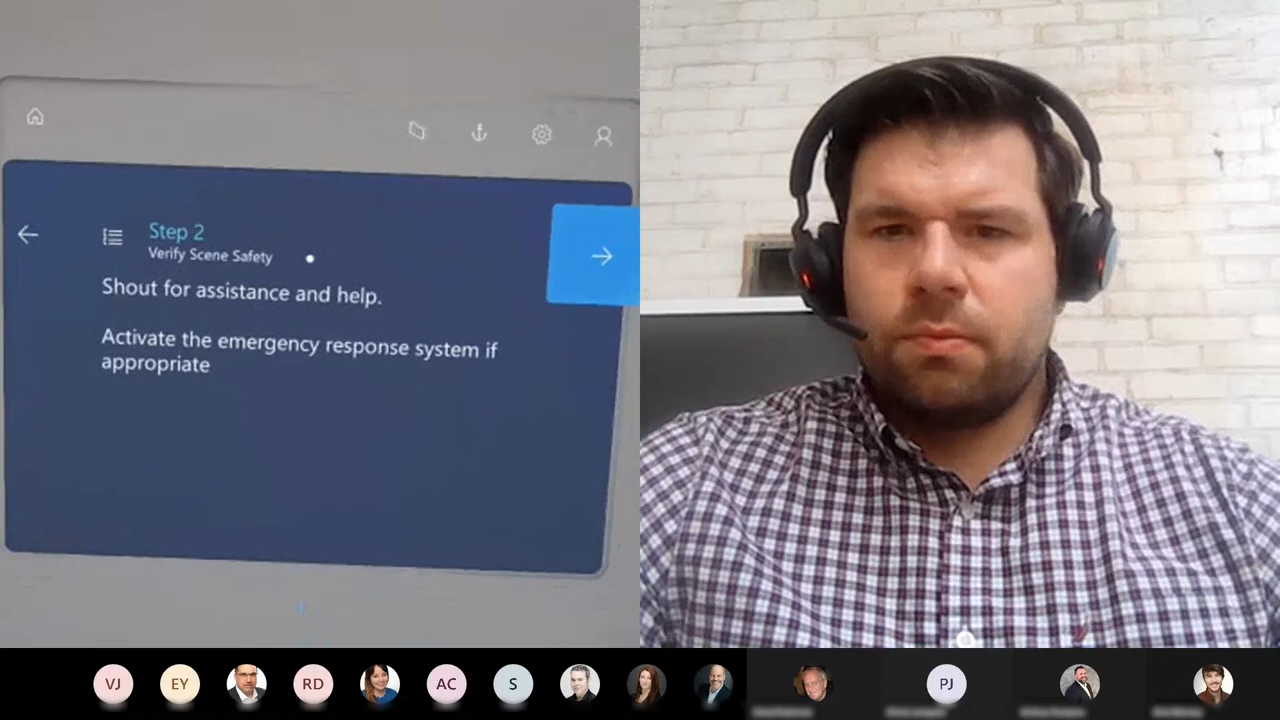 Step 2
Verify Scene Safety
Shout for assistance and help.
Activate the emergency response system if
appropriate
VJ
EY
RD
AC
S
PJ